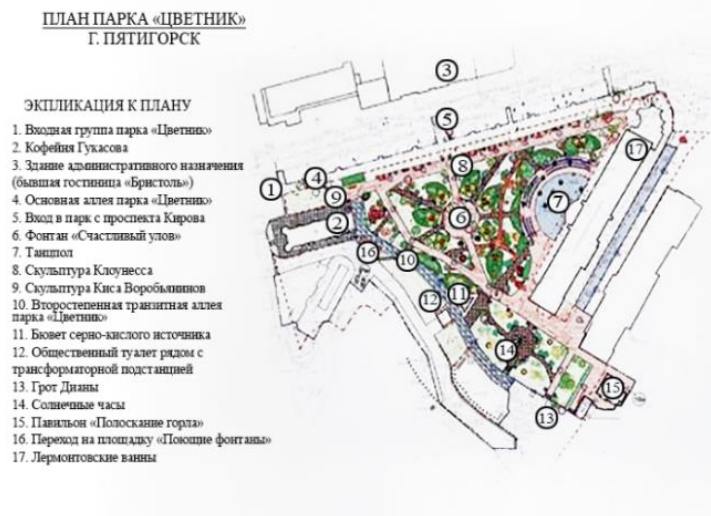 ПЛАН ПАРКА «ЦВЕТНИК»
Г. ПЯТИГОРСК
ЭКПЛИКАЦИЯ К ПЛАНУ
1. Входная группа парка «Цветник»
2. Кофейня Гукасова
3. Здание административного назначения
(бывшая гостиница «Бристоль»)
4. Основная аллея парка «Цветник»
5. Вход в парк с проспекта Кирова
6. Фонтан «Счастливый улов»
7. Танцпол
8. Скульптура Клоунесса
9. Скульптура Киса Воробьянинов
10. Второстепенная транзитная аллея
парка «Цветник»
11. Бювет серно-кислого источника
12. Общественный туалет рядом с
трансформаторной подстанцией
13. Грот Дианы
14. Солнечные часы
15. Павильон «Полоскание горла»
16. Переход на площадку «Поющие фонтаны»
17. Лермонтовские ванны
3
5
17
8
4
1
9
7
2
6
16
10
12
11
14
15
13